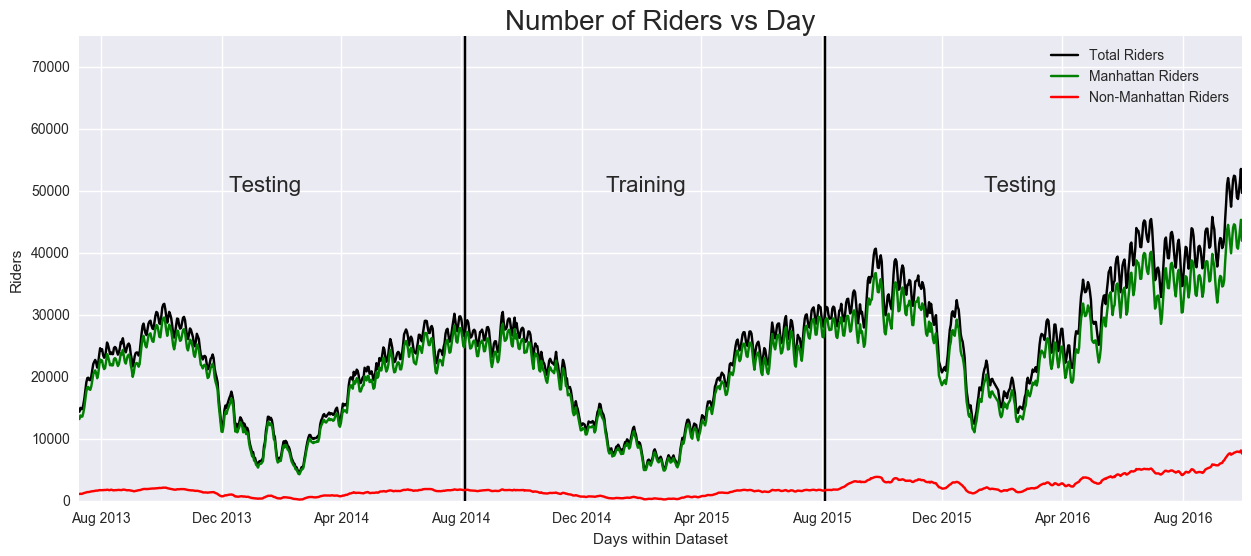 Number of Riders vs Day
Total Riders
Manhattan Riders
Non-Manhattan Riders
70000
60000
50000
40000
30000
20000
10000
0
Riders
Testing
Training
Testing
Aug 2013
Dec 2013
Apr 2014
Aug 2014
Dec 2014
Apr 2015
Aug 2015
Dec 2015
Apr 2016
Aug 2016
Days within Dataset